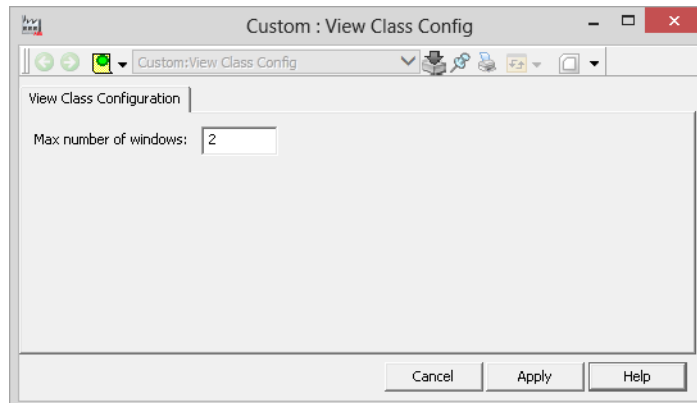 Custom : View Class Config
Custom:View Class Config
View Class Configuration
Max number of windows: 2
Cancel Apply Help